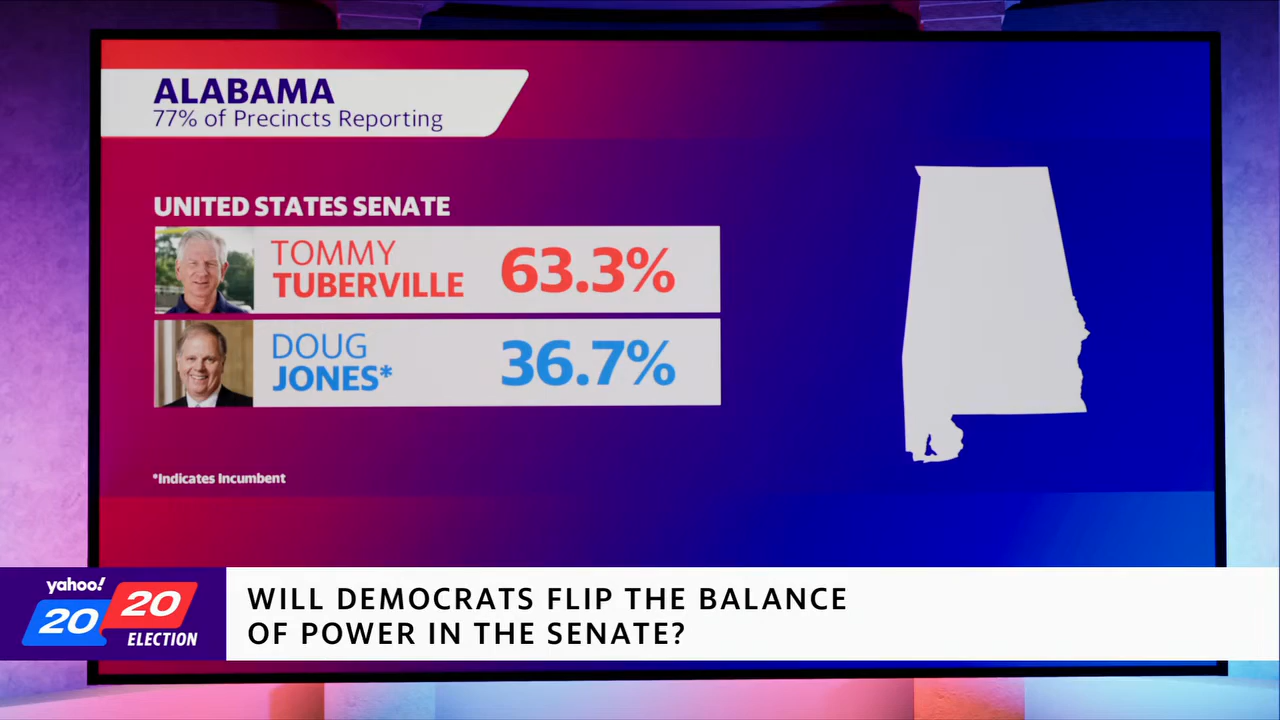 ALABAMA
77% of Precincts Reporting
UNITED STATES SENATE
TOMMY
TUBERVILLE
63.3%
DOUG
JONES*
36.7%
*Indicates Incumbent
yahoo!
20 20
ELECTION
WILL DEMOCRATS FLIP THE BALANCE
OF POWER IN THE SENATE?